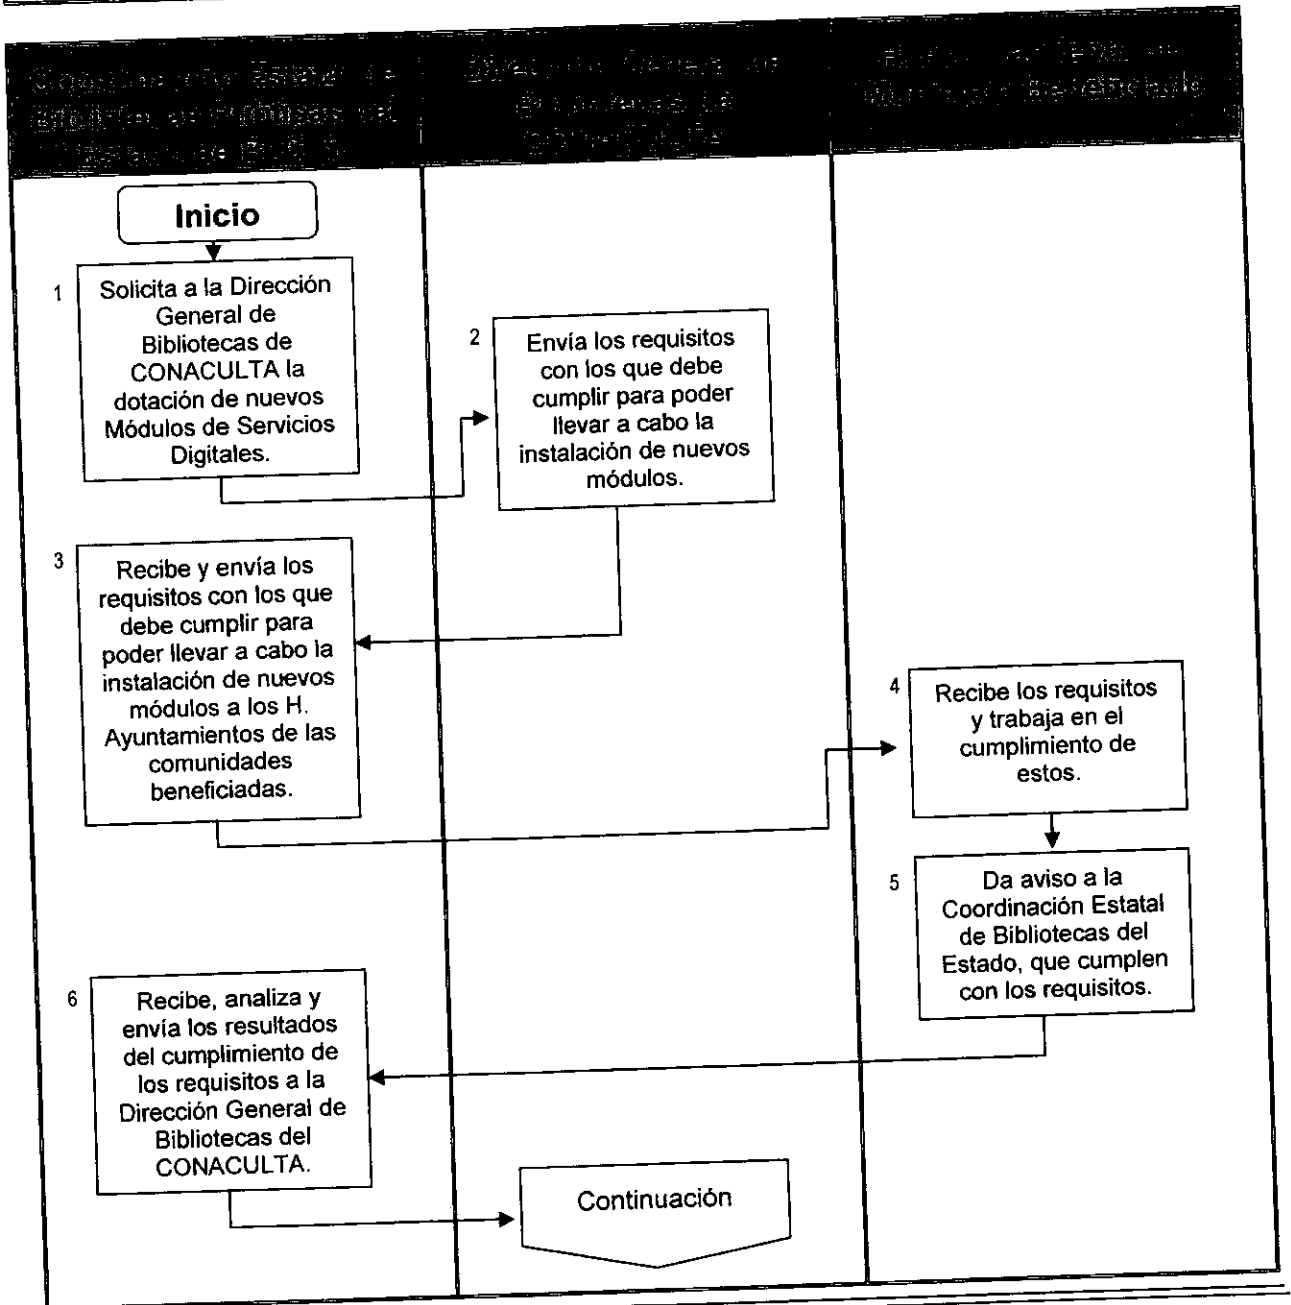 Inicio
1
Solicita a la Dirección
General de
Bibliotecas de
CONACULTA la
dotación de nuevos
Módulos de Servicios
Digitales.
2
Envía los requisitos
con los que debe
cumplir para poder
llevar a cabo la
instalación de nuevos
módulos.
3
Recibe y envía los
requisitos con los que
debe cumplir para
poder llevar a cabo la
instalación de nuevos
módulos a los H.
Ayuntamientos de las
comunidades
beneficiadas.
4
Recibe los requisitos
y trabaja en el
cumplimiento de
estos.
5
Da aviso a la
Coordinación Estatal
de Bibliotecas del
Estado, que cumplen
con los requisitos.
6
Recibe, analiza y
envía los resultados
del cumplimiento de
los requisitos a la
Dirección General de
Bibliotecas del
CONACULTA.
Continuación